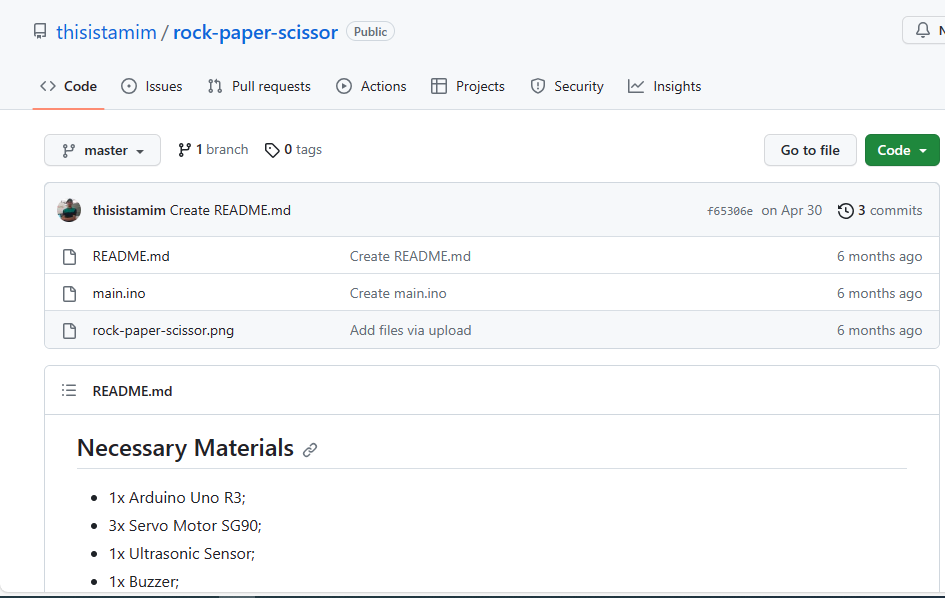 thisistamim / rock-paper-scissor Public
Code Issues Pull requests Actions Projects Security Insights
master 1 branch 0 tags Go to file Code
thisistamim Create README.md f65306e on Apr 30 3 commits
README.md Create README.md 6 months ago
main.ino Create main.ino 6 months ago
rock-paper-scissor.png Add files via upload 6 months ago
README.md
Necessary Materials
1x Arduino Uno R3;
3x Servo Motor SG90;
1x Ultrasonic Sensor;
1x Buzzer;